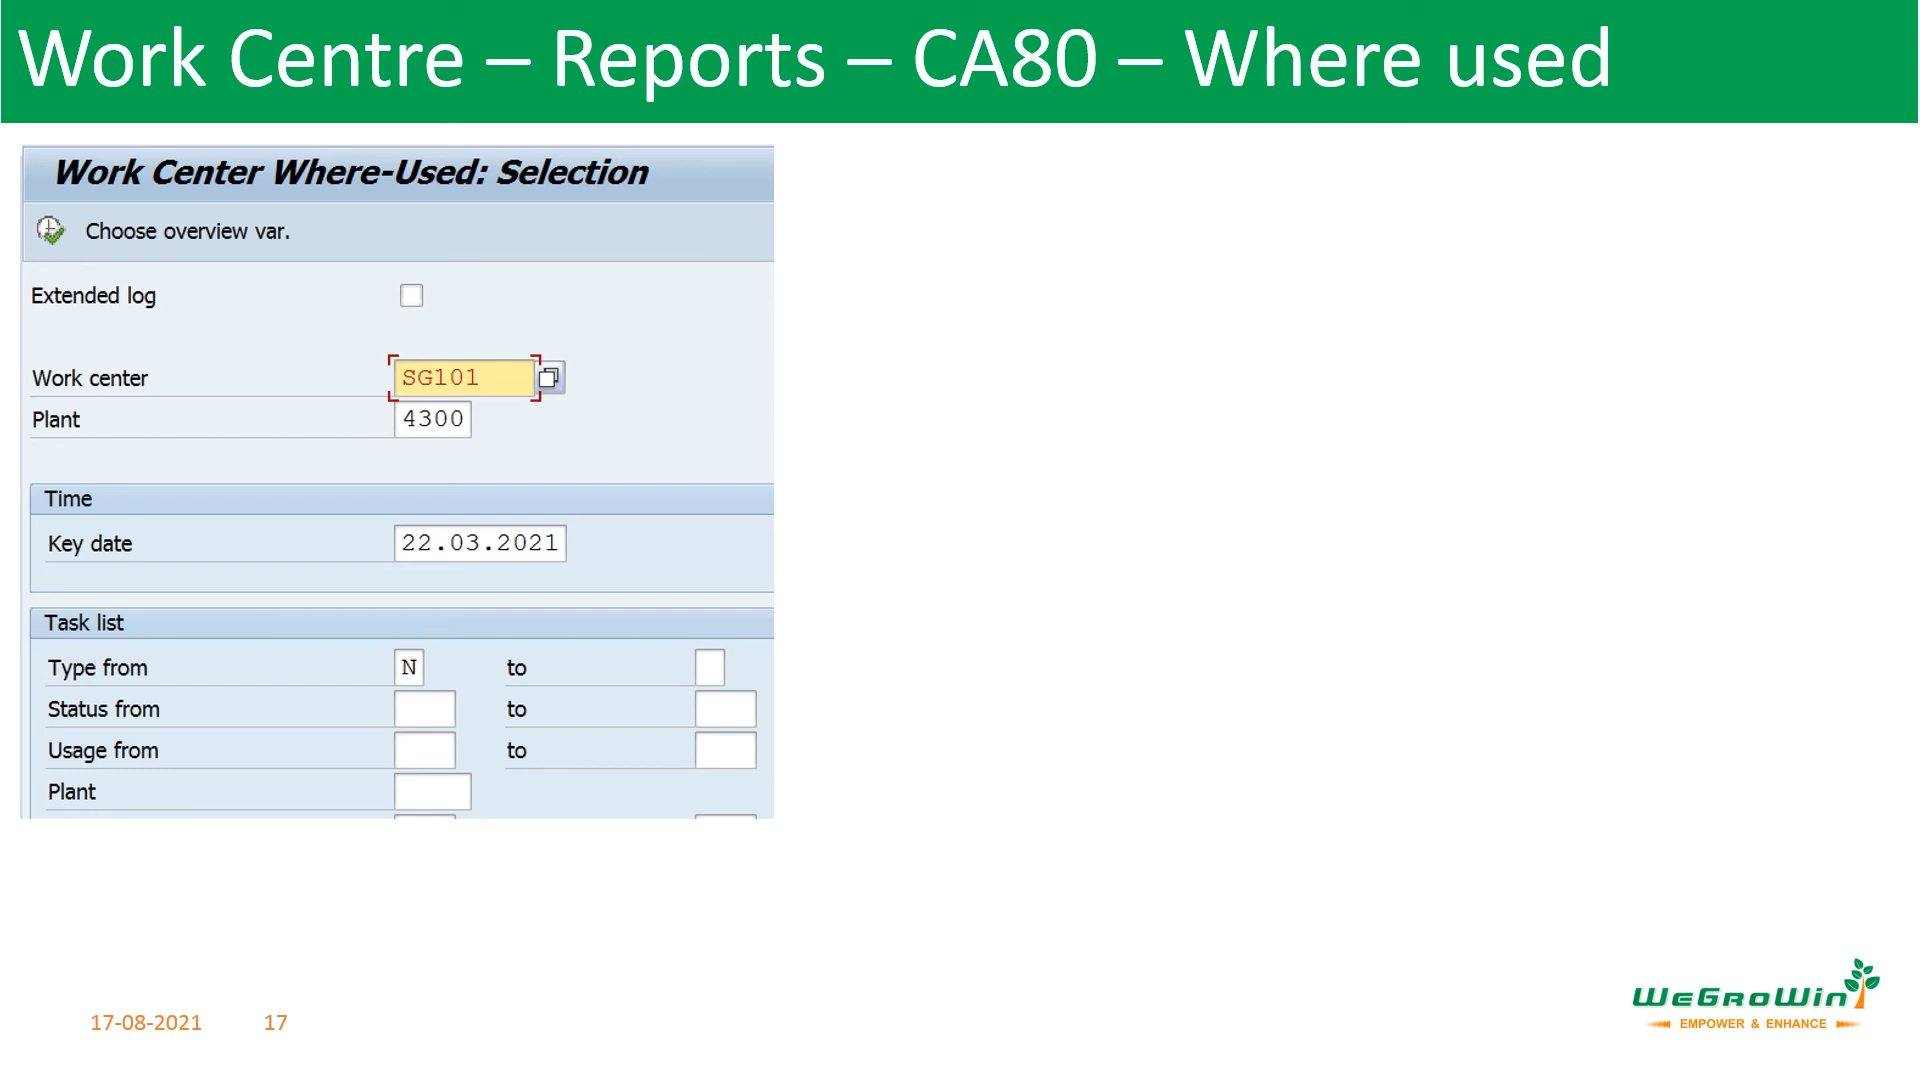 Work Centre – Reports – CA80 – Where used
Work Center Where-Used: Selection
Choose overview var.
Extended log
Work center SG101
Plant 4300
Time
Key date 22.03.2021
Task list
Type from N to
Status from to
Usage from to
Plant
WeGroWin
EMPOWER & ENHANCE
17-08-2021 17